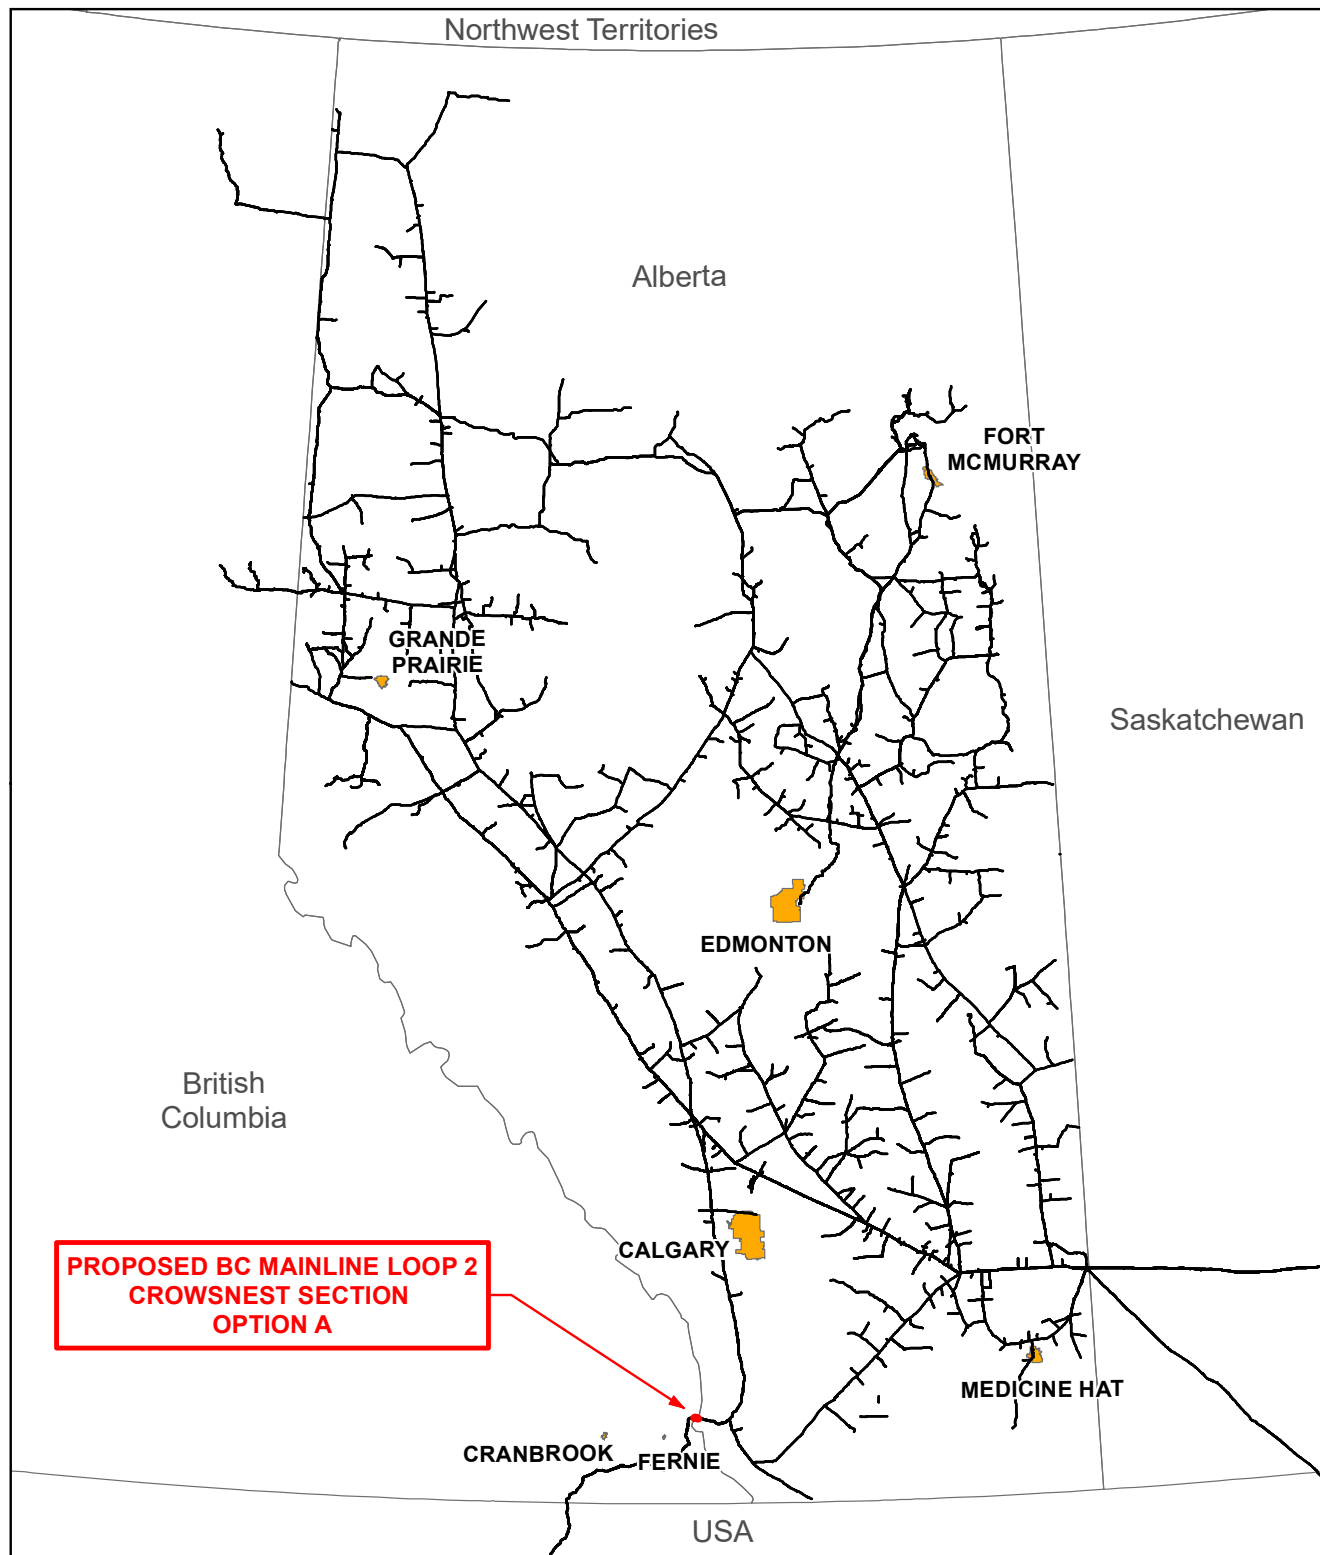 Northwest Territories
Alberta
FORT
MCMURRAY
GRANDE
PRAIRIE
Saskatchewan
EDMONTON
British
Columbia
CALGARY
PROPOSED BC MAINLINE LOOP 2
CROWSNEST SECTION
OPTION A
MEDICINE HAT
CRANBROOK
FERNIE
USA